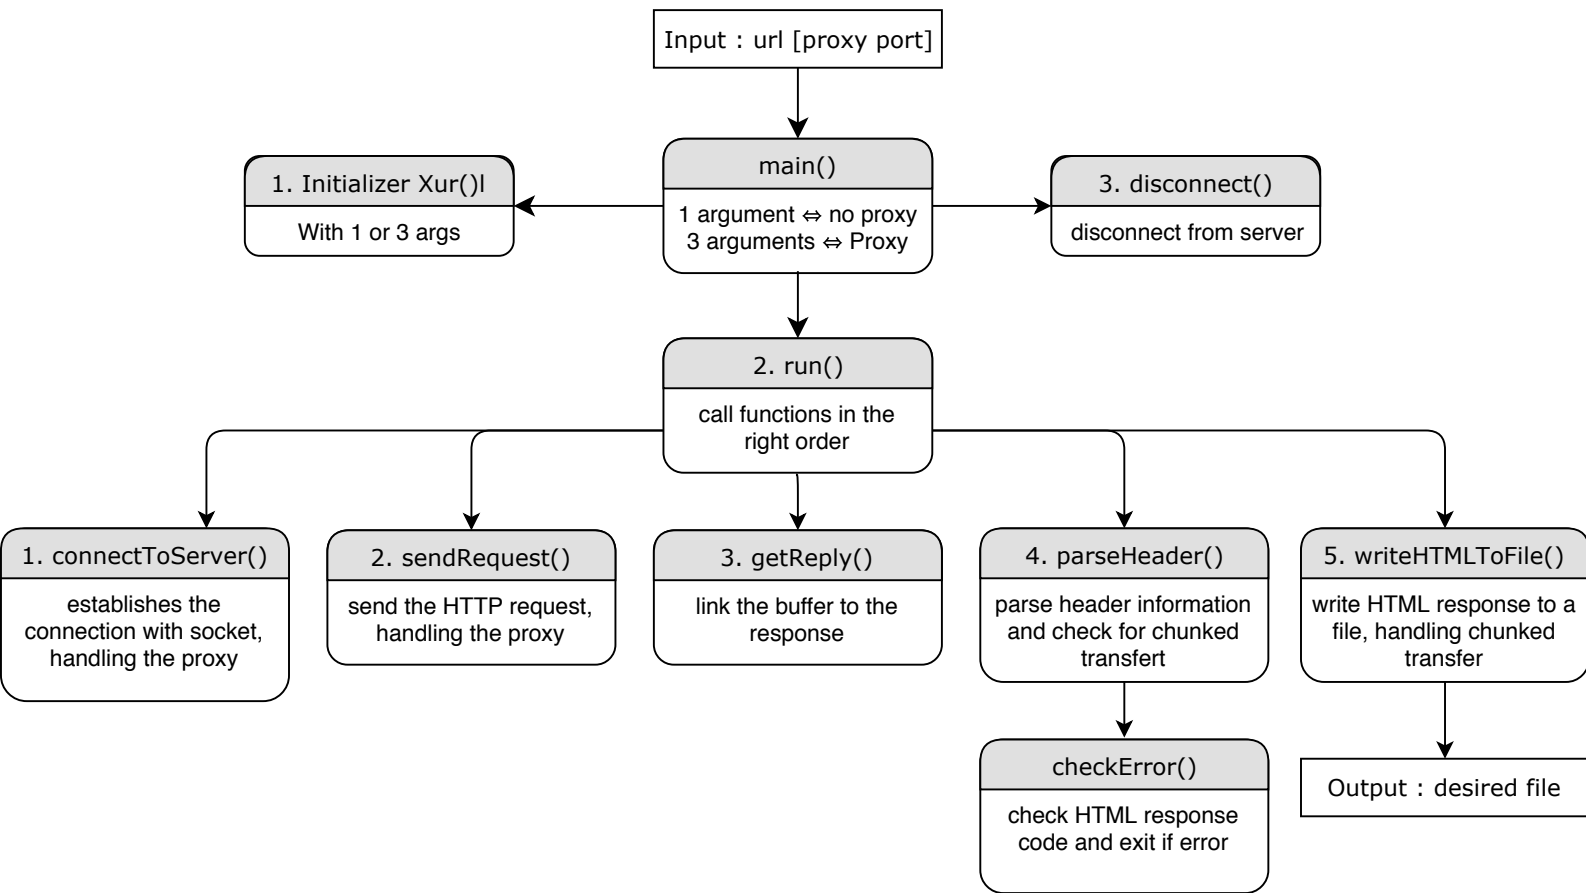 Input : url [proxy port]
main()
1 argument ⇔ no proxy
3 arguments ⇔ Proxy
1. Initializer Xur()l
With 1 or 3 args
3. disconnect()
disconnect from server
2. run()
call functions in the
right order
1. connectToServer()
establishes the
connection with socket,
handling the proxy
2. sendRequest()
send the HTTP request,
handling the proxy
3. getReply()
link the buffer to the
response
4. parseHeader()
parse header information
and check for chunked
transfert
5. writeHTMLToFile()
write HTML response to a
file, handling chunked
transfer
checkError()
check HTML response
code and exit if error
Output : desired file